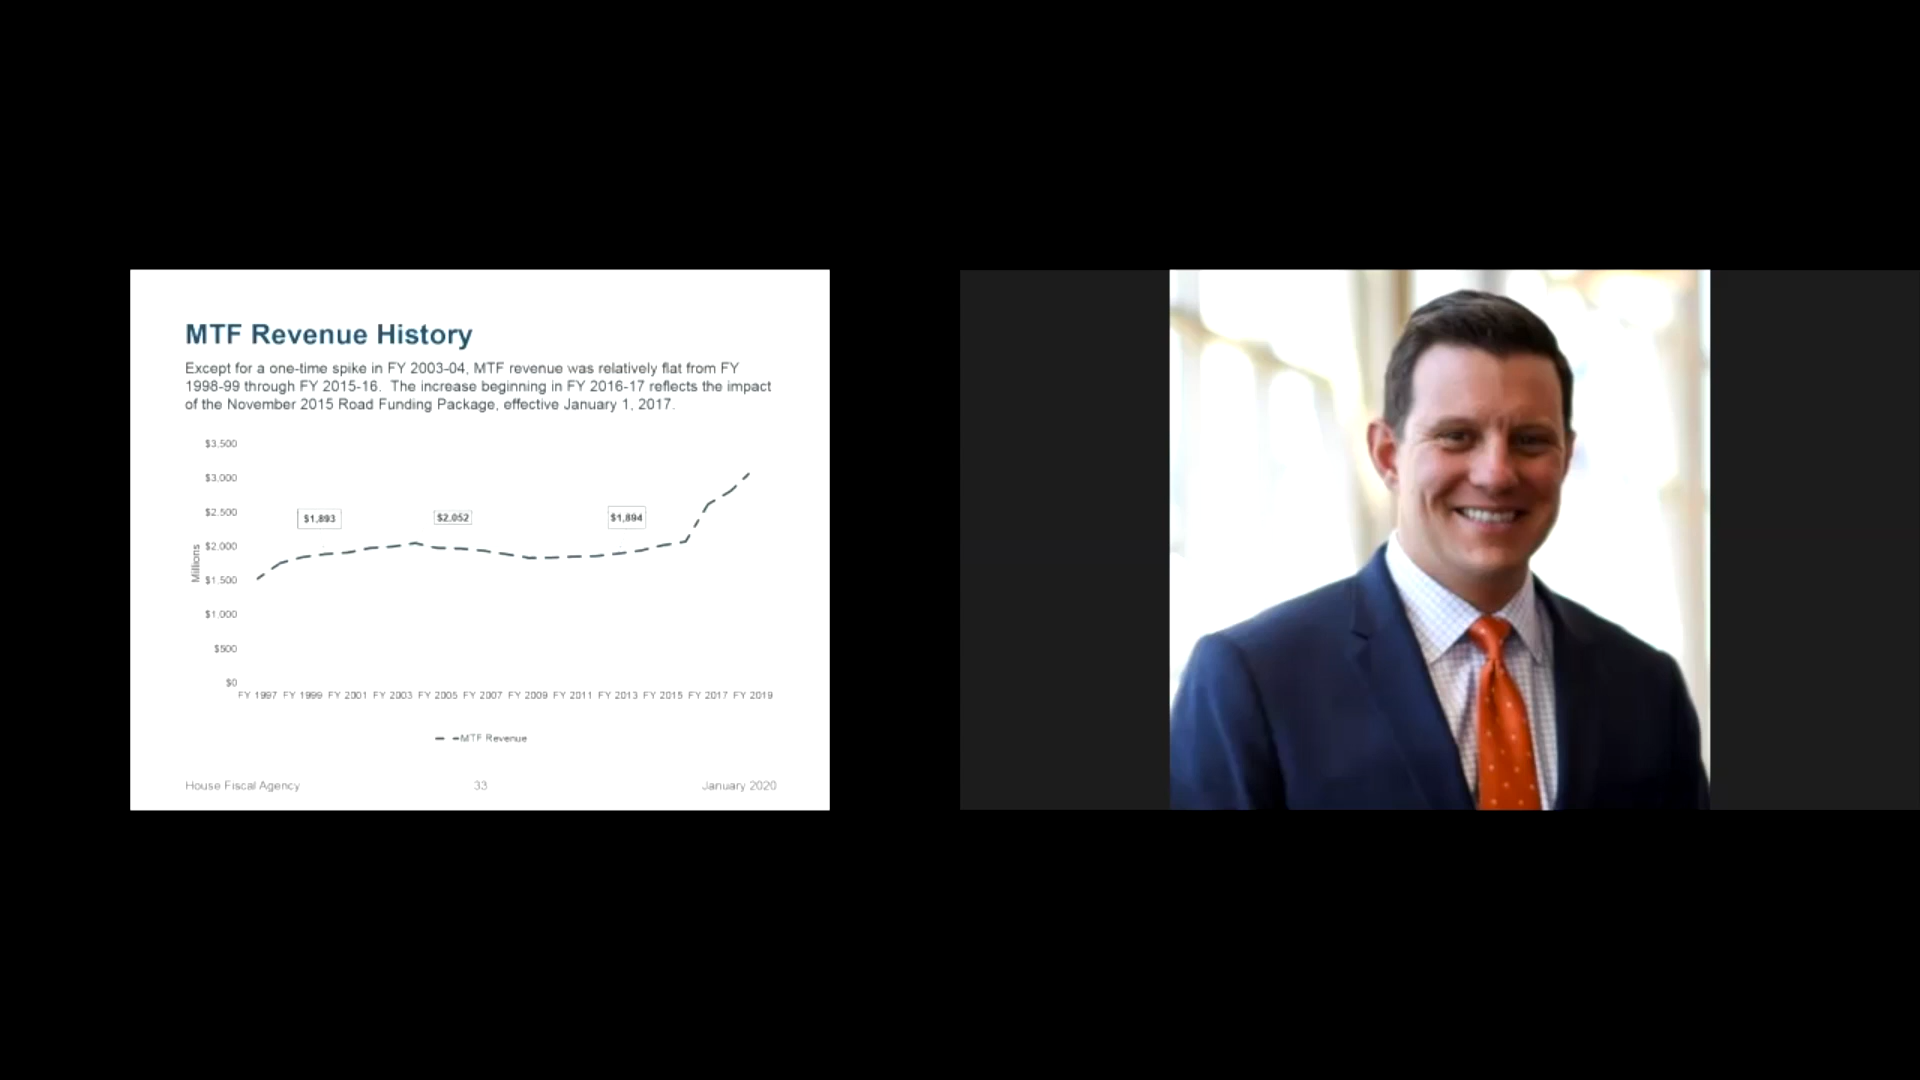 MTF Revenue History
Except for a one-time spike in FY 2003-04, MTF revenue was relatively flat from FY
1998-99 through FY 2015-16. The increase beginning in FY 2016-17 reflects the impact
of the November 2015 Road Funding Package, effective January 1, 2017.
$3,500
$3,000
$2,500
$1,893 $2,052 $1,894
$2,000
Millions
$1,500
$1,000
$500
$0
FY 1997 FY 1999 FY 2001 FY 2003 FY 2005 FY 2007 FY 2009 FY 2011 FY 2013 FY 2015 FY 2017 FY 2019
MTF Revenue
House Fiscal Agency 33 January 2020